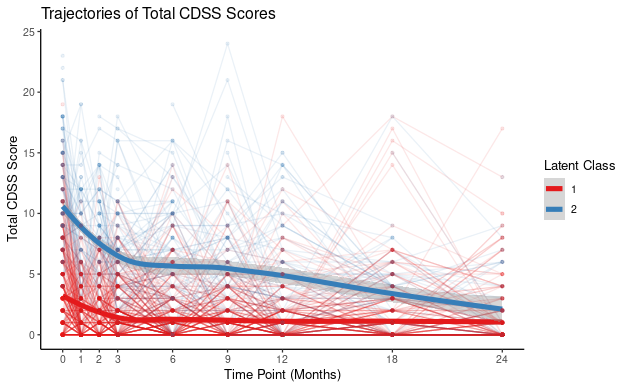 Trajectories of Total CDSS Scores
25
20
15
10
5
0
Total CDSS Score
0 1 2 3 6 9 12 18 24
Time Point (Months)
Latent Class
1
2